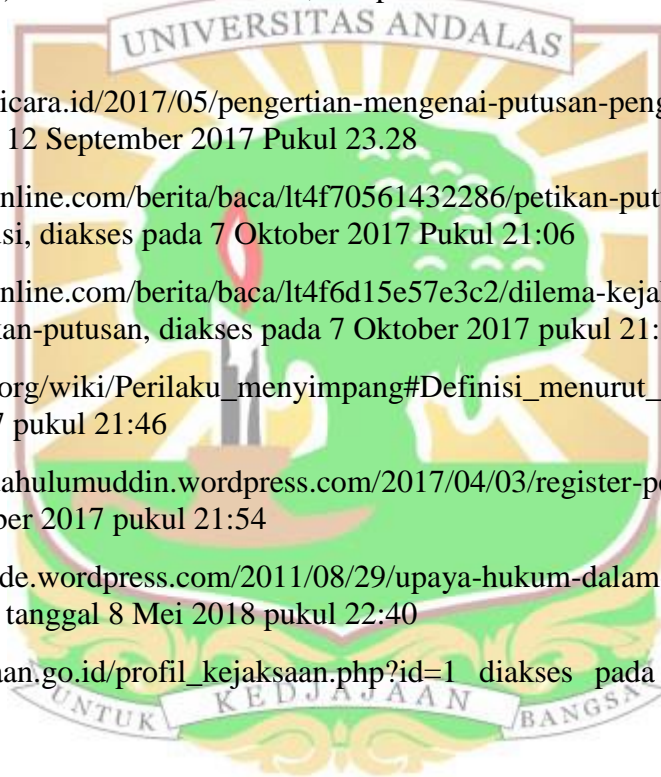 UNIVERSITAS ANDALAS
icara.id/2017/05/pengertian-mengenai-putusan-peng
12 September 2017 Pukul 23.28
nline.com/berita/baca/lt4f70561432286/petikan-put
usi, diakses pada 7 Oktober 2017 Pukul 21:06
nline.com/berita/baca/lt4f6d15e57e3c2/dilema-kejak
kan-putusan, diakses pada 7 Oktober 2017 pukul 21:
org/wiki/Perilaku_menyimpang#Definisi_menurut_
7 pukul 21:46
ahulumuddin.wordpress.com/2017/04/03/register-pe
ber 2017 pukul 21:54
de.wordpress.com/2011/08/29/upaya-hukum-dalam
tanggal 8 Mei 2018 pukul 22:40
aan.go.id/profil_kejaksaan.php?id=1 diakses pada
UNTUK KEDJAJAAN BANGSA